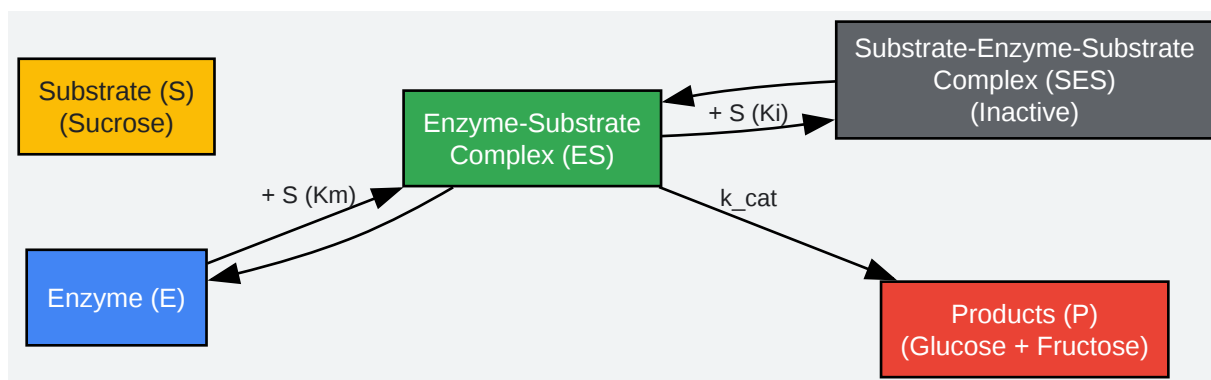 Substrate (S)
(Sucrose)
Enzyme-Substrate
Complex (ES)
Substrate-Enzyme-Substrate
Complex (SES)
(Inactive)
+ S (Ki)
+ S (Km)
k_cat
Enzyme (E)
Products (P)
(Glucose + Fructose)